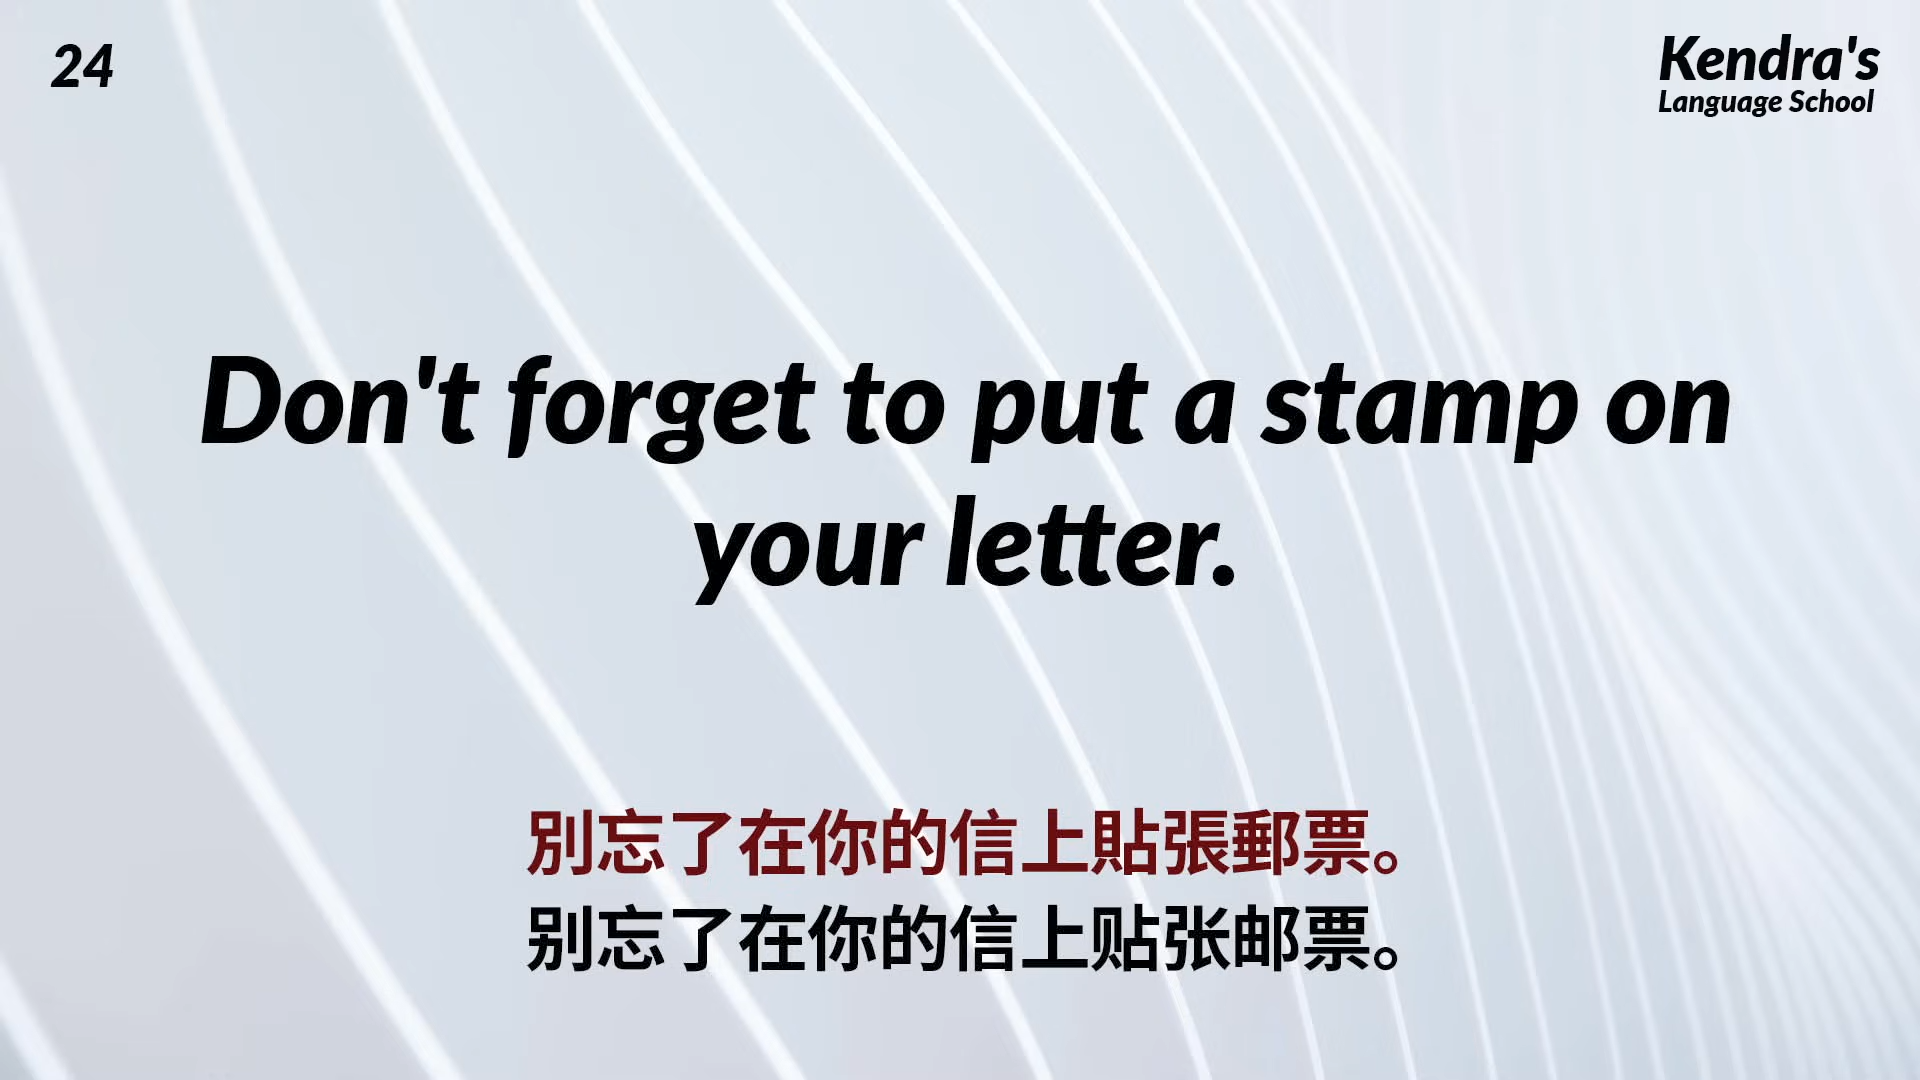 24
Kendra's
Language School
Don't forget to put a stamp on
your letter.
別忘了在你的信上貼張郵票。
别忘了在你的信上贴张邮票。